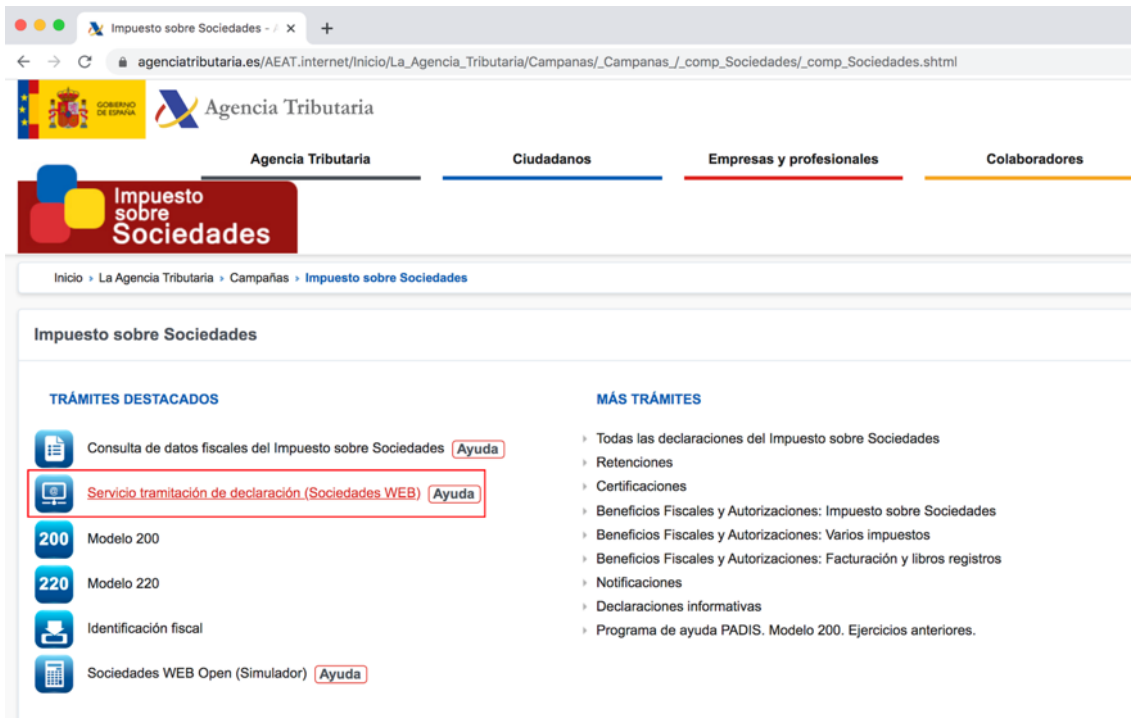 Impuesto sobre Sociedades - /
agenciatributaria.es/AEAT.internet/Inicio/La_Agencia_Tributaria/Campanas/_Campanas_/_comp_Sociedades/_comp_Sociedades.shtml
GOBIERNO
DE ESPAÑA
Agencia Tributaria
Agencia Tributaria
Ciudadanos
Empresas y profesionales
Colaboradores
Impuesto
sobre
Sociedades
Inicio › La Agencia Tributaria › Campañas › Impuesto sobre Sociedades
Impuesto sobre Sociedades
TRÁMITES DESTACADOS
Consulta de datos fiscales del Impuesto sobre Sociedades Ayuda
Servicio tramitación de declaración (Sociedades WEB) Ayuda
200 Modelo 200
220 Modelo 220
Identificación fiscal
Sociedades WEB Open (Simulador) Ayuda
MÁS TRÁMITES
Todas las declaraciones del Impuesto sobre Sociedades
Retenciones
Certificaciones
Beneficios Fiscales y Autorizaciones: Impuesto sobre Sociedades
Beneficios Fiscales y Autorizaciones: Varios impuestos
Beneficios Fiscales y Autorizaciones: Facturación y libros registros
Notificaciones
Declaraciones informativas
Programa de ayuda PADIS. Modelo 200. Ejercicios anteriores.